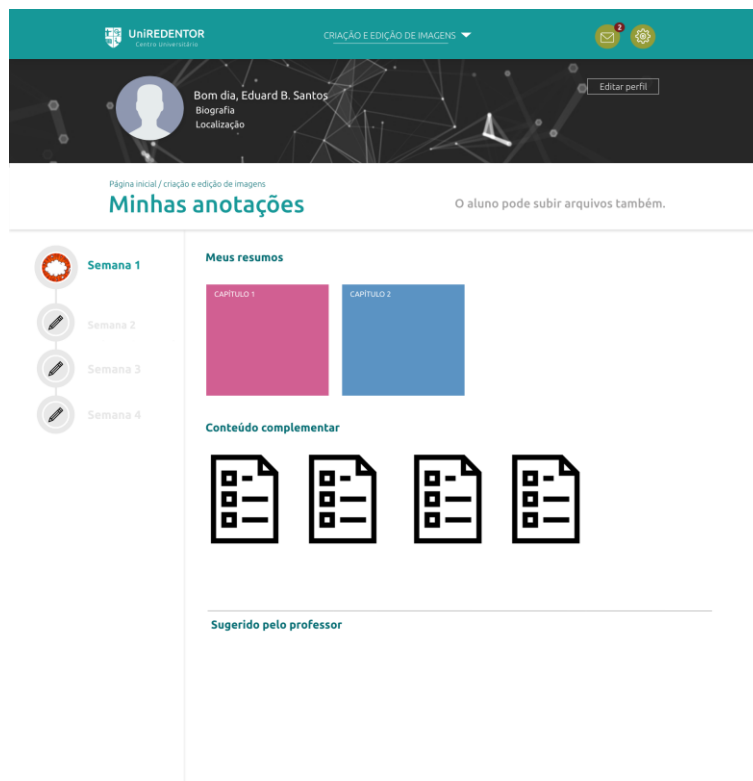 UniREDENTOR
Centro Universitário
CRIAÇÃO E EDIÇÃO DE IMAGENS
2
Bom dia, Eduard B. Santos
Biografia
Localização
Editar perfil
Página inicial / criação e edição de imagens
Minhas anotações
O aluno pode subir arquivos também.
Semana 1
Semana 2
Semana 3
Semana 4
Meus resumos
CAPÍTULO 1
CAPÍTULO 2
Conteúdo complementar
Sugerido pelo professor